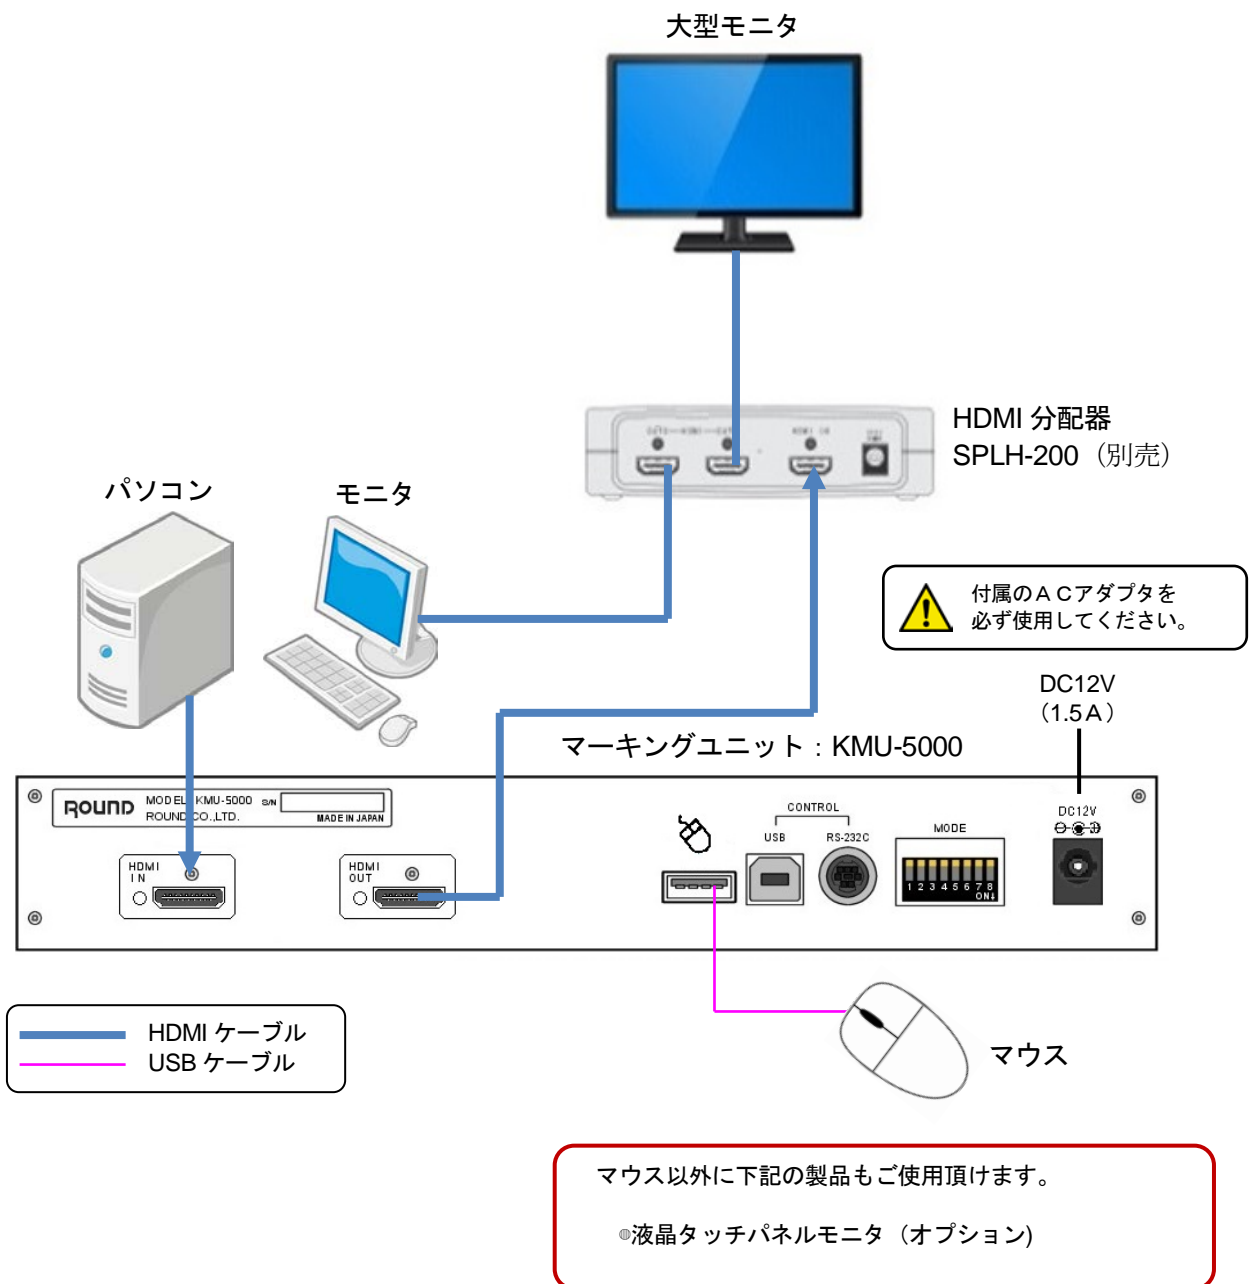 大型モニタ
HDMI 分配器
SPLH-200（別売）
HDMI IN
パソコン
モニタ
付属のＡＣアダプタを
必ず使用してください。
DC12V
（1.5Ａ）
マーキングユニット：KMU-5000
ROUND
MODEL KMU-5000 S/N
ROUND CO.,LTD.
MADE IN JAPAN
HDMI
IN
HDMI
OUT
CONTROL
USB
RS-232C
MODE
1 2 3 4 5 6 7 8
ON↓
DC12V
HDMI ケーブル
USB ケーブル
マウス
マウス以外に下記の製品もご使用頂けます。
◍液晶タッチパネルモニタ（オプション)